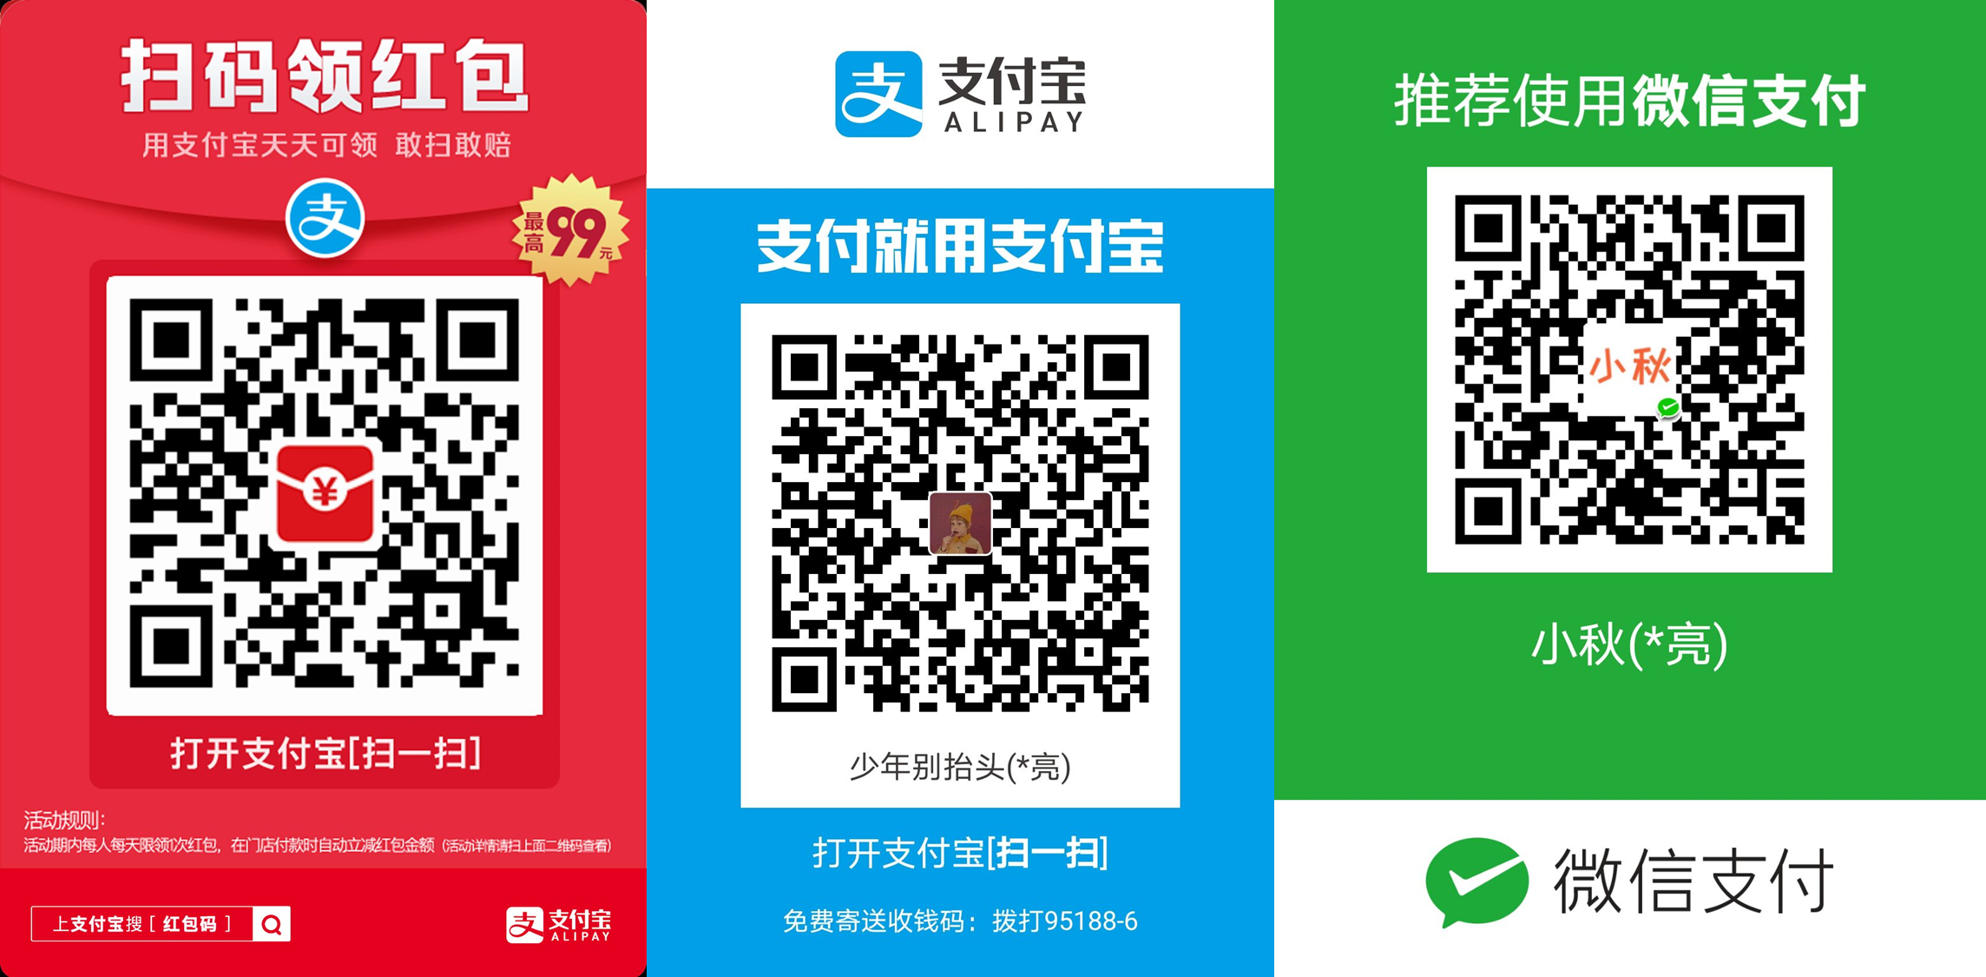 扫码领红包
用支付宝天天可领 敢扫敢赔
支
最高99元
¥
打开支付宝[扫一扫]
活动规则：
活动期内每人每天限领1次红包，在门店付款时自动立减红包金额（活动详情请扫上面二维码查看）
上支付宝搜［红包码］
支 支付宝
ALIPAY
支 支付宝
ALIPAY
支付就用支付宝
少年别抬头(*亮)
打开支付宝[扫一扫]
免费寄送收钱码：拨打95188-6
推荐使用微信支付
小秋
小秋(*亮)
微信支付